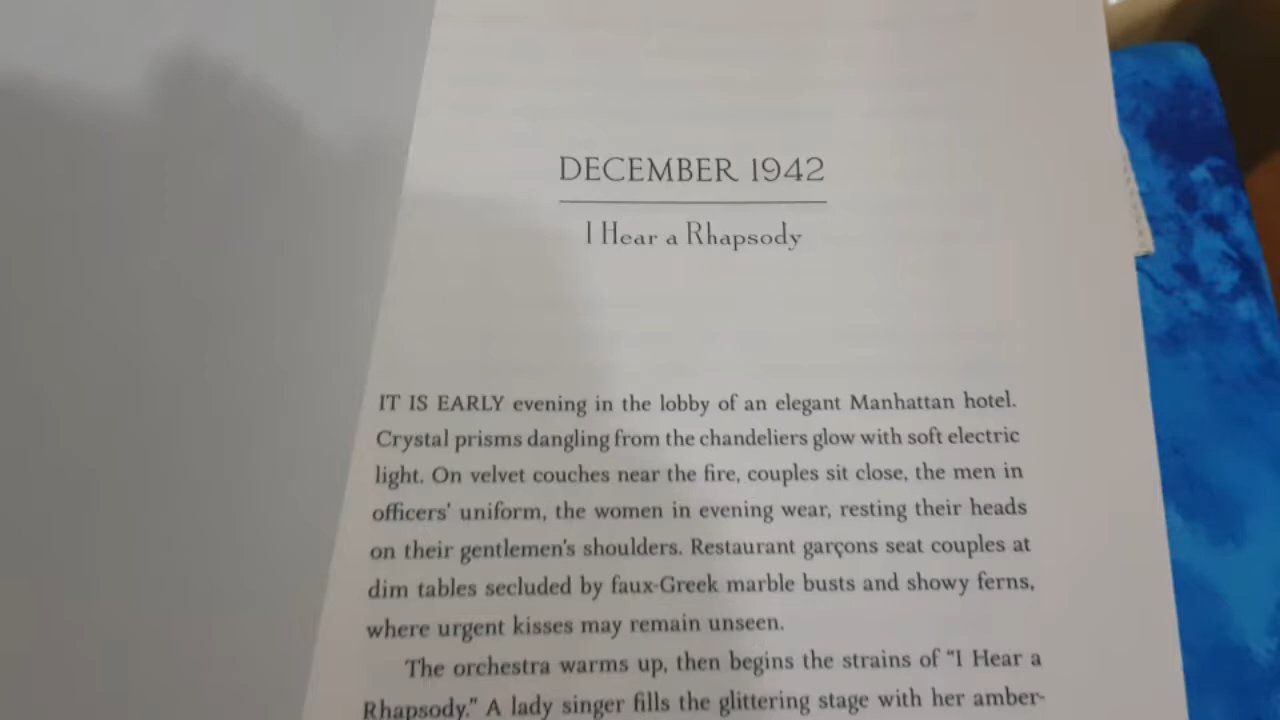 DECEMBER 1942
I Hear a Rhapsody
IT IS EARLY evening in the lobby of an elegant Manhattan hotel.
Crystal prisms dangling from the chandeliers glow with soft electric
light. On velvet couches near the fire, couples sit close, the men in
officers' uniform, the women in evening wear, resting their heads
on their gentlemen's shoulders. Restaurant garçons seat couples at
dim tables secluded by faux-Greek marble busts and showy ferns,
where urgent kisses may remain unseen.
The orchestra warms up, then begins the strains of “I Hear a
Rhapsody.” A lady singer fills the glittering stage with her amber-